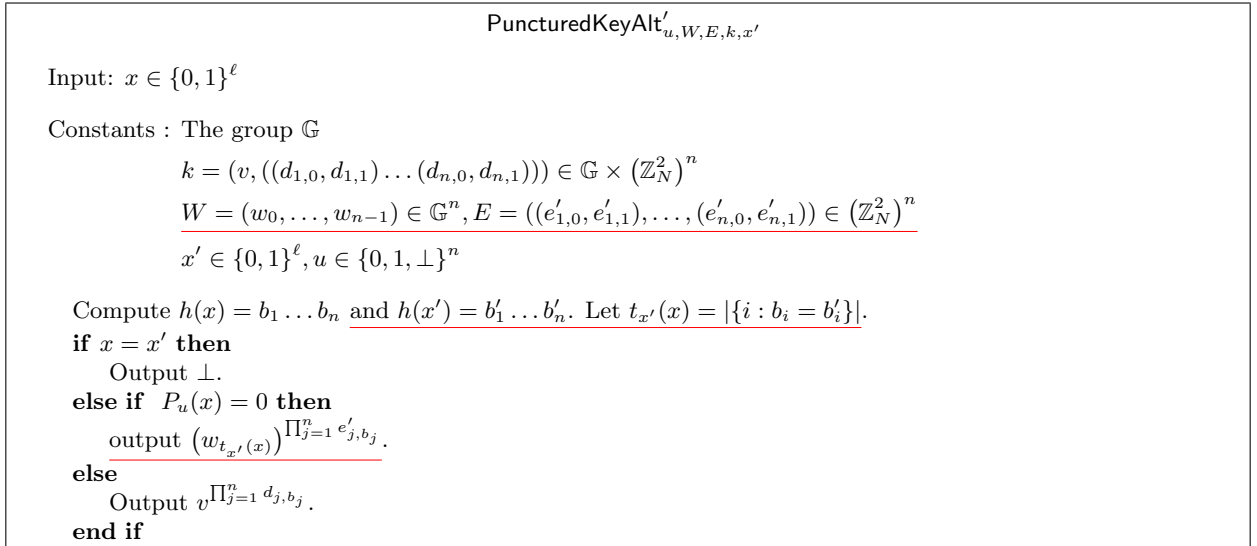 PuncturedKeyAlt′_{u,W,E,k,x′}
Input: x ∈ {0, 1}^ℓ
Constants : The group 𝔾
k = (v, ((d_{1,0}, d_{1,1}) … (d_{n,0}, d_{n,1}))) ∈ 𝔾 × (ℤ_N^2)^n
W = (w_0, …, w_{n−1}) ∈ 𝔾^n, E = ((e′_{1,0}, e′_{1,1}), …, (e′_{n,0}, e′_{n,1})) ∈ (ℤ_N^2)^n
x′ ∈ {0, 1}^ℓ, u ∈ {0, 1, ⊥}^n
Compute h(x) = b_1 … b_n and h(x′) = b′_1 … b′_n. Let t_{x′}(x) = |{i : b_i = b′_i}|.
if x = x′ then
Output ⊥.
else if P_u(x) = 0 then
output (w_{t_{x′}(x)})^{∏_{j=1}^n e′_{j,b_j}}.
else
Output v^{∏_{j=1}^n d_{j,b_j}}.
end if